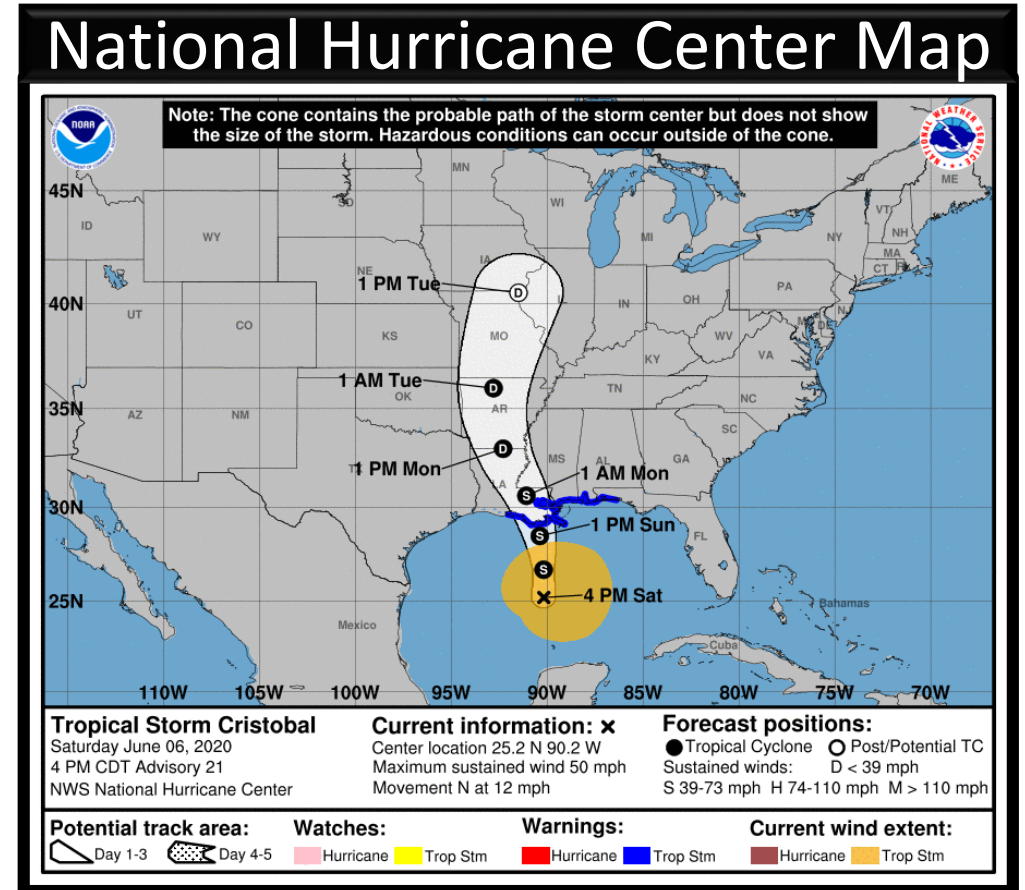 National Hurricane Center Map
NOAA
Note: The cone contains the probable path of the storm center but does not show
the size of the storm. Hazardous conditions can occur outside of the cone.
NATIONAL WEATHER SERVICE
MN
ME
45N
SD
WI
VT
ID
WY
MI
NY
NH
MA
IA
CT
RI
NE
1 PM Tue
D
PA
40N
IN
OH
NJ
UT
CO
KS
MO
WV
MD
DE
VA
KY
1 AM Tue
D
OK
TN
NC
35N
AZ
NM
AR
SC
1 PM Mon
D
MS
AL
GA
1 AM Mon
LA
S
30N
1 PM Sun
S
FL
S
4 PM Sat
25N
Bahamas
Mexico
Cuba
110W 105W 100W 95W 90W 85W 80W 75W 70W
Tropical Storm Cristobal
Saturday June 06, 2020
4 PM CDT Advisory 21
NWS National Hurricane Center
Current information: ×
Center location 25.2 N 90.2 W
Maximum sustained wind 50 mph
Movement N at 12 mph
Forecast positions:
Tropical Cyclone Post/Potential TC
Sustained winds: D < 39 mph
S 39-73 mph H 74-110 mph M > 110 mph
Potential track area:
Day 1-3 Day 4-5
Watches:
Hurricane Trop Stm
Warnings:
Hurricane Trop Stm
Current wind extent:
Hurricane Trop Stm